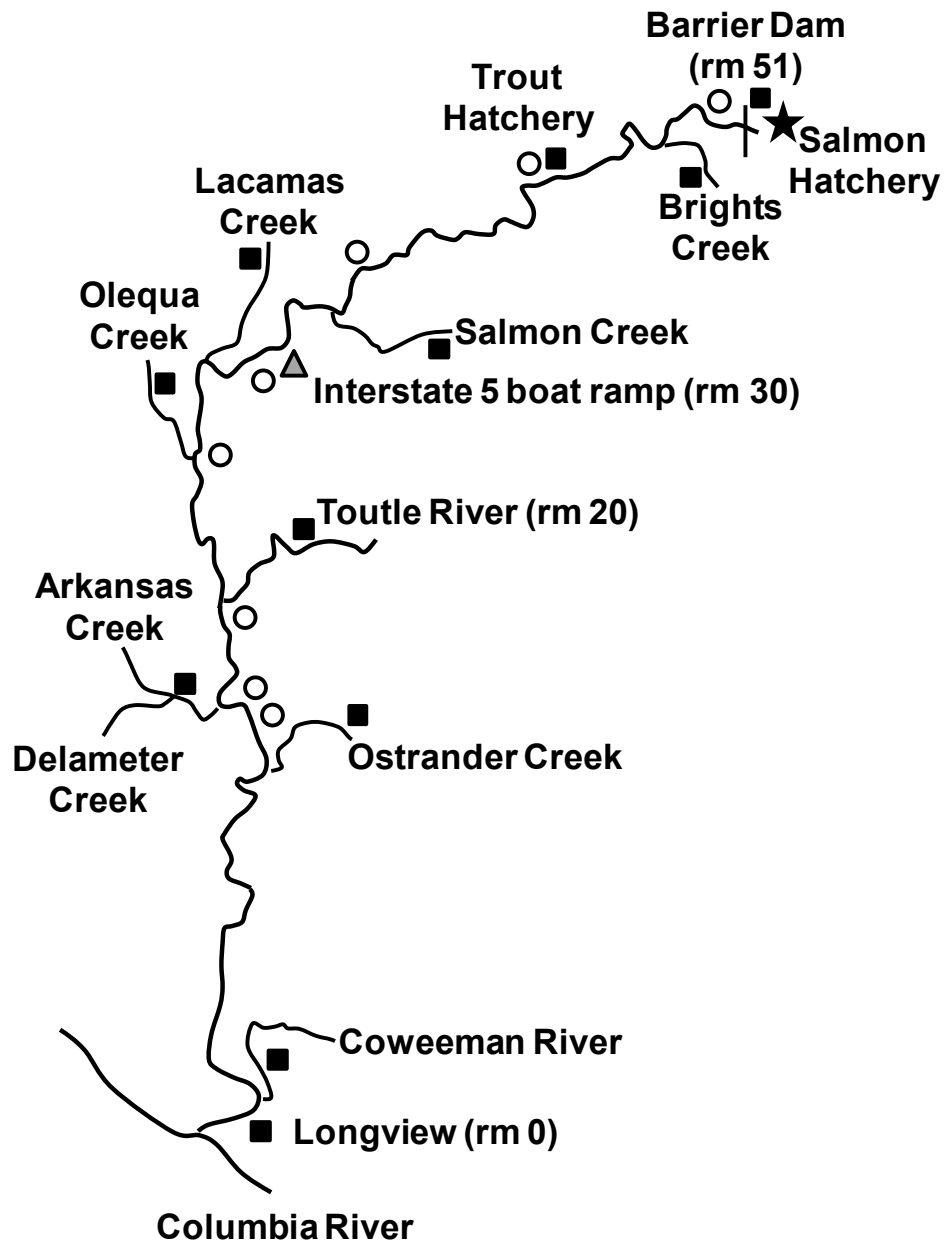 Barrier Dam
(rm 51)
Trout
Hatchery
Salmon
Hatchery
Lacamas
Creek
Brights
Creek
Olequa
Creek
Salmon Creek
Interstate 5 boat ramp (rm 30)
Toutle River (rm 20)
Arkansas
Creek
Delameter
Creek
Ostrander Creek
Coweeman River
Longview (rm 0)
Columbia River